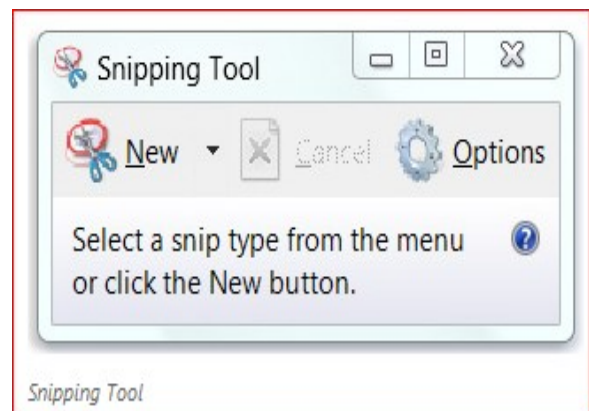 Snipping Tool
New Cancel Options
Select a snip type from the menu
or click the New button.
?
Snipping Tool